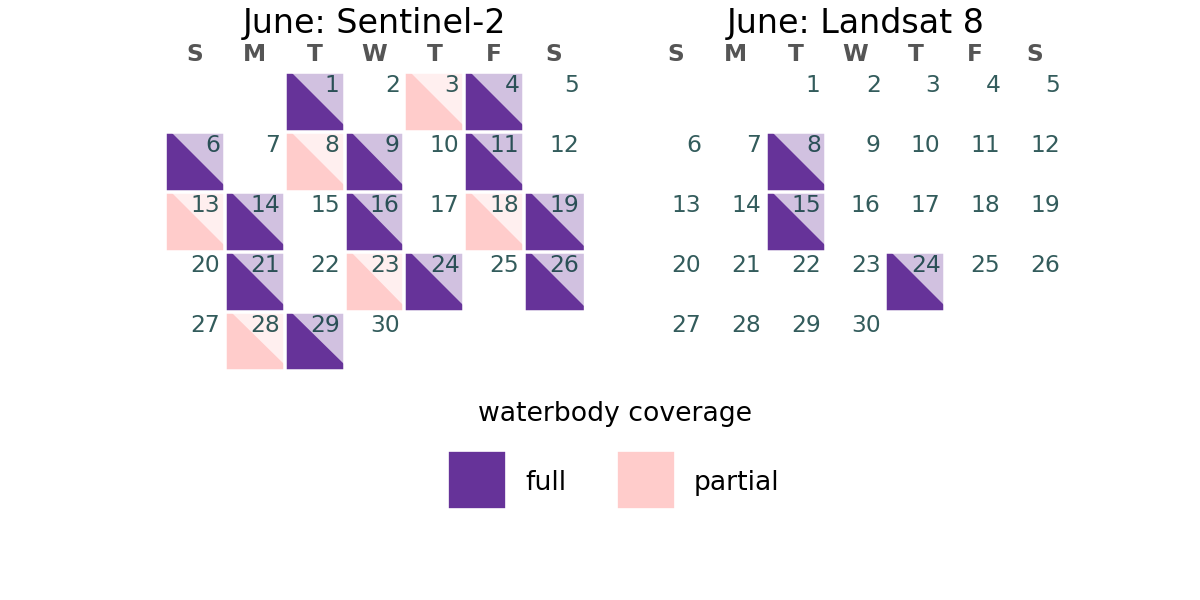 June: Sentinel-2
S M T W T F S
1 2 3 4 5
6 7 8 9 10 11 12
13 14 15 16 17 18 19
20 21 22 23 24 25 26
27 28 29 30
June: Landsat 8
S M T W T F S
1 2 3 4 5
6 7 8 9 10 11 12
13 14 15 16 17 18 19
20 21 22 23 24 25 26
27 28 29 30
waterbody coverage
full partial